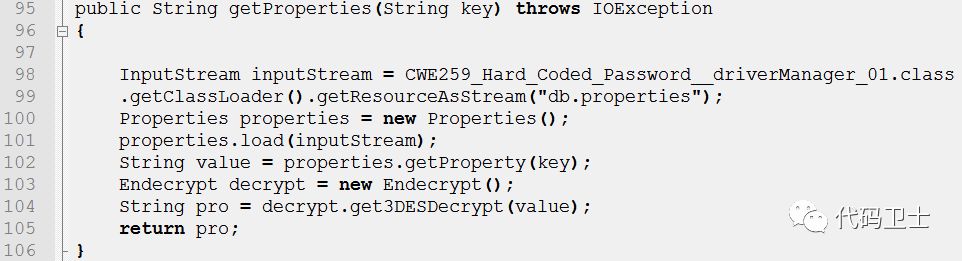 95 public String getProperties(String key) throws IOException
96 {
97
98 InputStream inputStream = CWE259_Hard_Coded_Password__driverManager_01.class
99 .getClassLoader().getResourceAsStream("db.properties");
100 Properties properties = new Properties();
101 properties.load(inputStream);
102 String value = properties.getProperty(key);
103 Endecrypt decrypt = new Endecrypt();
104 String pro = decrypt.get3DESDecrypt(value);
105 return pro;
106 }
代码卫士